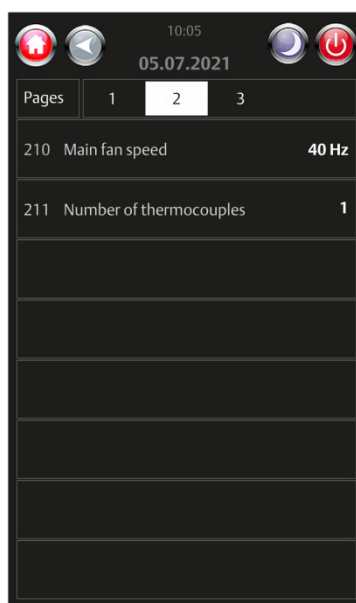 10:05
05.07.2021
Pages 1 2 3
210 Main fan speed 40 Hz
211 Number of thermocouples 1